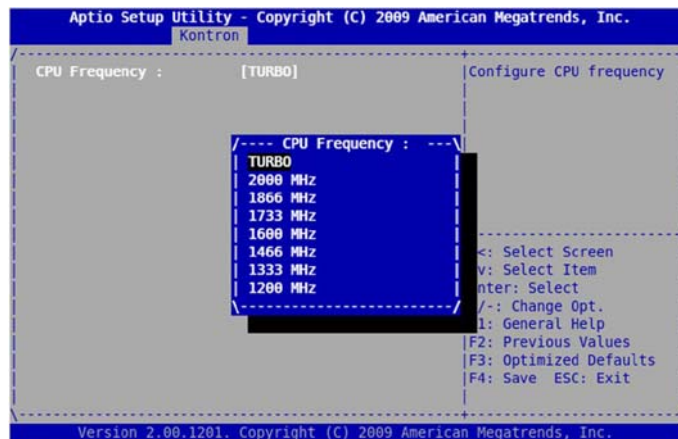 Aptio Setup Utility - Copyright (C) 2009 American Megatrends, Inc.
Kontron
CPU Frequency : [TURBO]
Configure CPU frequency
/---- CPU Frequency : ---\
TURBO
2000 MHz
1866 MHz
1733 MHz
1600 MHz
1466 MHz
1333 MHz
1200 MHz
<: Select Screen
v: Select Item
nter: Select
/-: Change Opt.
1: General Help
F2: Previous Values
F3: Optimized Defaults
F4: Save ESC: Exit
Version 2.00.1201. Copyright (C) 2009 American Megatrends, Inc.